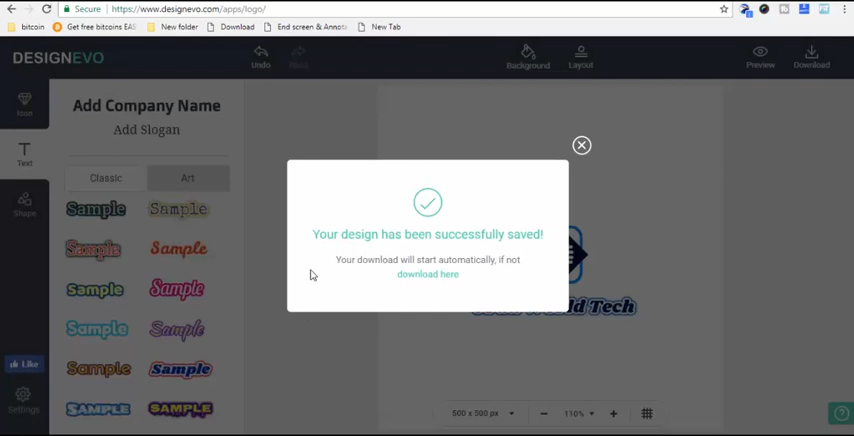 Secure https://www.designevo.com/apps/logo/
bitcoin Get free bitcoins EAS New folder Download End screen & Annota New Tab
DESIGNEVO
Undo
Background
Layout
Preview
Download
Icon
Text
Shape
Like
Settings
Add Company Name
Add Slogan
Classic Art
Sample Sample
Sample Sample
Sample Sample
Sample Sample
Sample Sample
SAMPLE SAMPLE
Your design has been successfully saved!
Your download will start automatically, if not
download here
Tech
500 x 500 px
110%